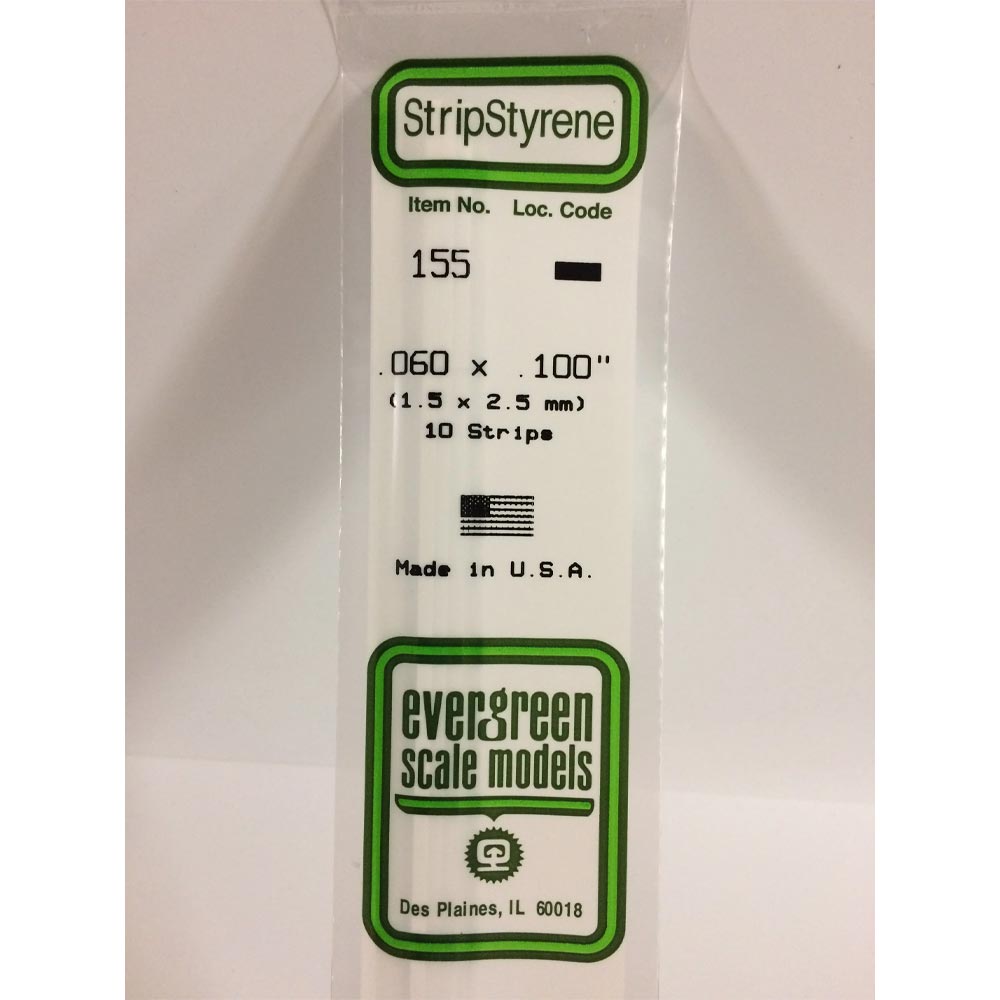 StripStyrene
Item No. Loc. Code
155
.060 x .100"
(1.5 x 2.5 mm)
10 Strips
Made in U.S.A.
evergreen
scale models
Des Plaines, IL 60018